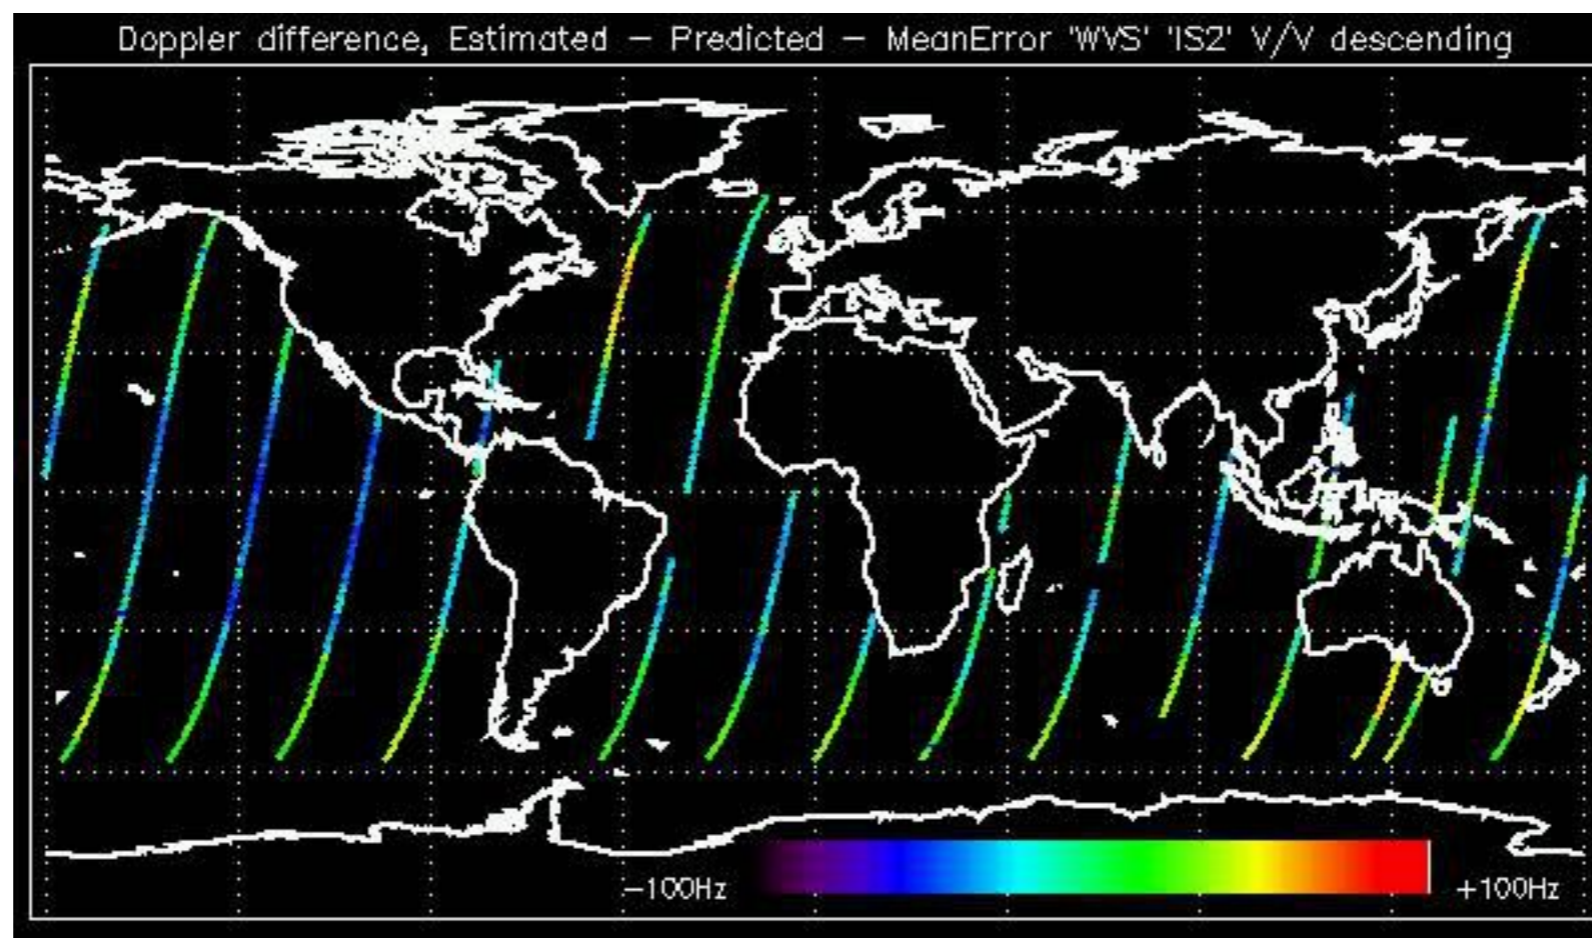 Doppler difference, Estimated – Predicted – MeanError 'WVS' 'IS2' V/V descending
–100Hz
+100Hz